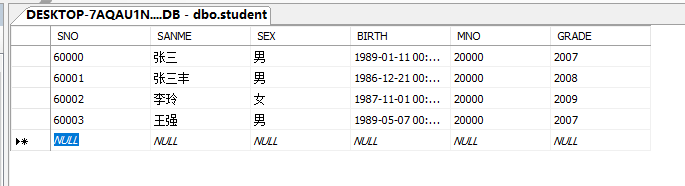 DESKTOP-7AQAU1N....DB - dbo.student
SNO SANME SEX BIRTH MNO GRADE
60000 张三 男 1989-01-11 00:... 20000 2007
60001 张三丰 男 1986-12-21 00:... 20000 2008
60002 李玲 女 1987-11-01 00:... 20000 2009
60003 王强 男 1989-05-07 00:... 20000 2007
NULL NULL NULL NULL NULL NULL